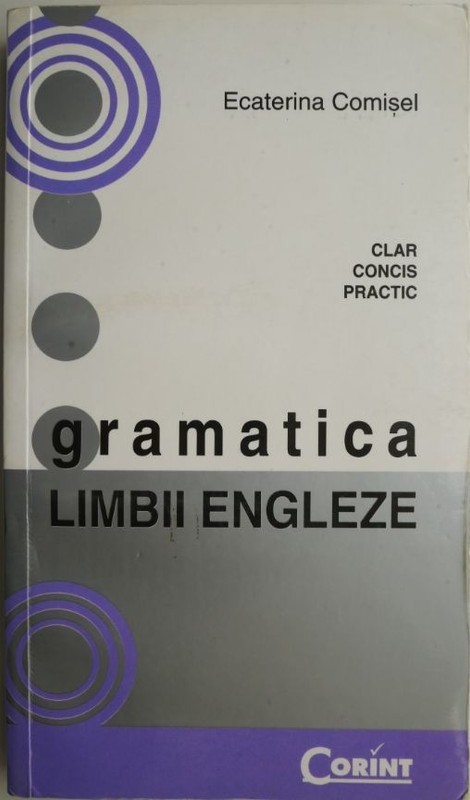 Ecaterina Comișel
CLAR
CONCIS
PRACTIC
gramatica
LIMBII ENGLEZE
CORINT